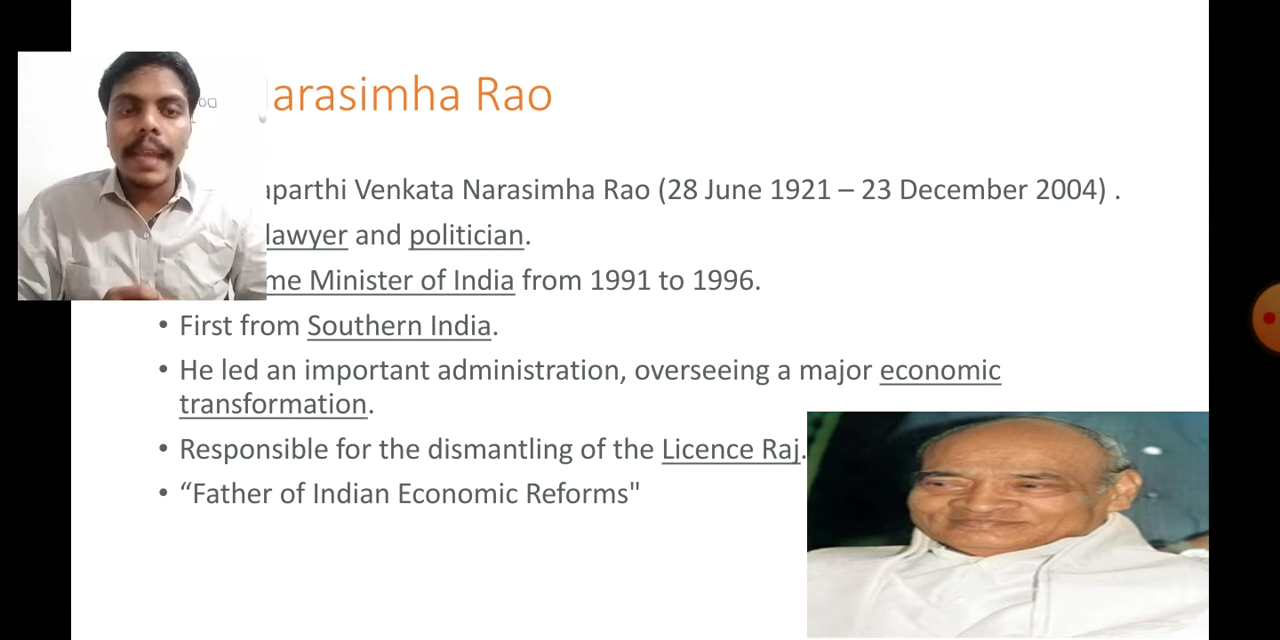 arasimha Rao
aparthi Venkata Narasimha Rao (28 June 1921 – 23 December 2004) .
lawyer and politician.
me Minister of India from 1991 to 1996.
• First from Southern India.
• He led an important administration, overseeing a major economic
transformation.
• Responsible for the dismantling of the Licence Raj.
• “Father of Indian Economic Reforms"